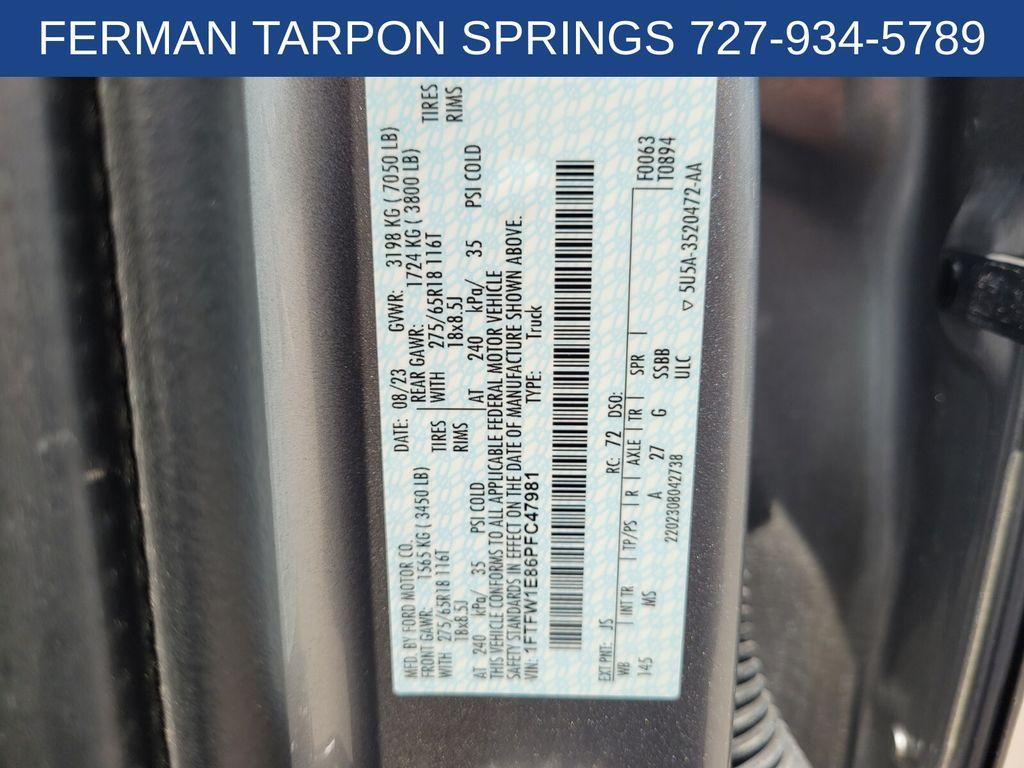 FERMAN TARPON SPRINGS 727-934-5789
MFD. BY FORD MOTOR CO. DATE: 08/23 GVWR: 3198 KG ( 7050 LB)
FRONT GAWR: 1565 KG ( 3450 LB) REAR GAWR: 1724 KG ( 3800 LB)
WITH 275/65R18 116T TIRES WITH 275/65R18 116T TIRES
18x8.5J RIMS 18x8.5J RIMS
AT 240 kPa/ 35 PSI COLD AT 240 kPa/ 35 PSI COLD
THIS VEHICLE CONFORMS TO ALL APPLICABLE FEDERAL MOTOR VEHICLE
SAFETY STANDARDS IN EFFECT ON THE DATE OF MANUFACTURE SHOWN ABOVE.
VIN: 1FTFW1E86PFC47981 TYPE: Truck
F0063
T0894
EXT PNT: JS RC: 72 DSO:
WB INT TR TP/PS R AXLE TR SPR
145 MS A 27 G SSBB
2202308042738 ULC
▽ 5U5A-3520472-AA